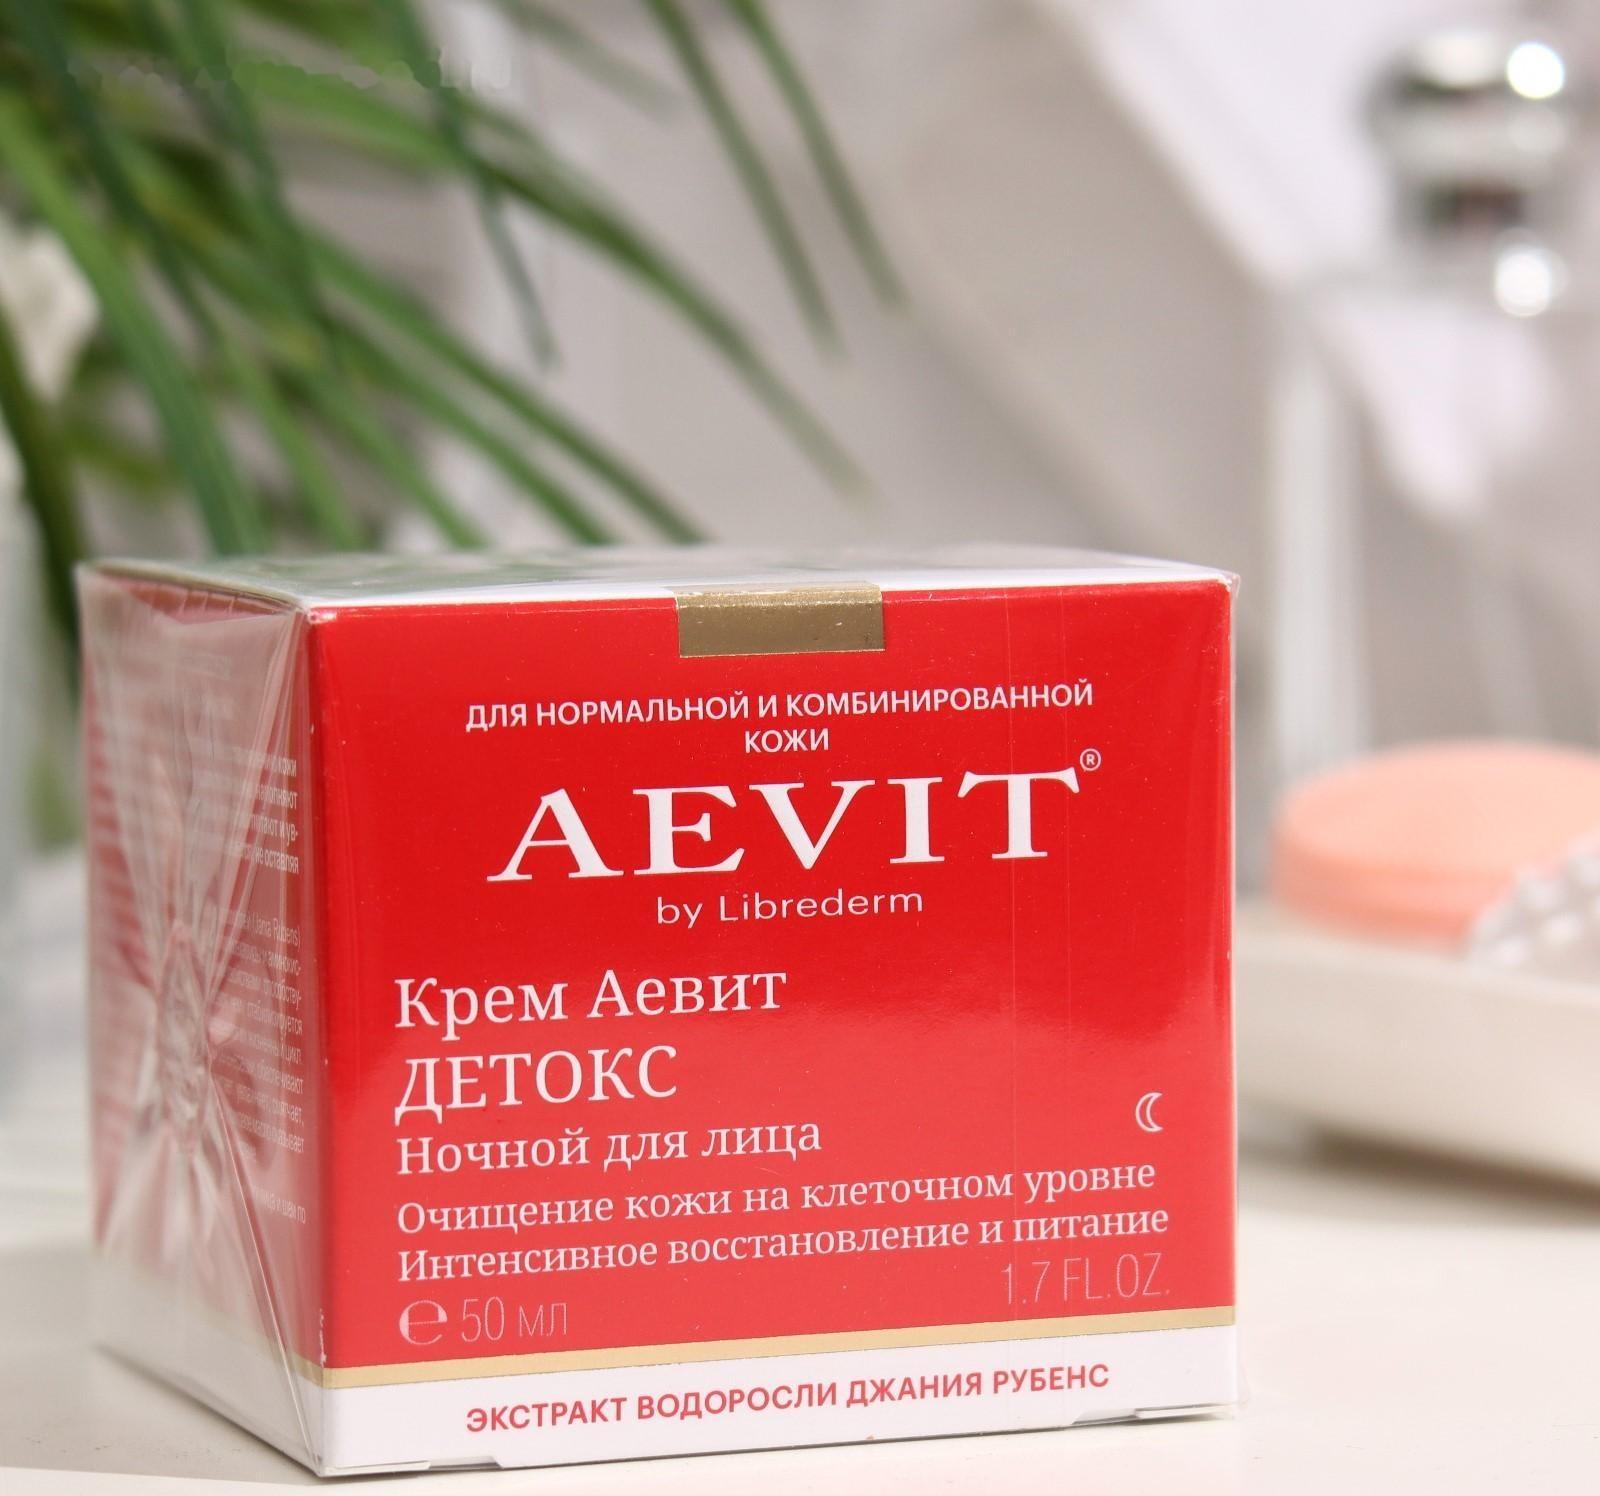 ДЛЯ НОРМАЛЬНОЙ И КОМБИНИРОВАННОЙ
КОЖИ
AEVIT®
by Librederm
Крем Аевит
ДЕТОКС
Ночной для лица
Очищение кожи на клеточном уровне
Интенсивное восстановление и питание
℮ 50 МЛ
1.7 FL.OZ.
ЭКСТРАКТ ВОДОРОСЛИ ДЖАНИЯ РУБЕНС